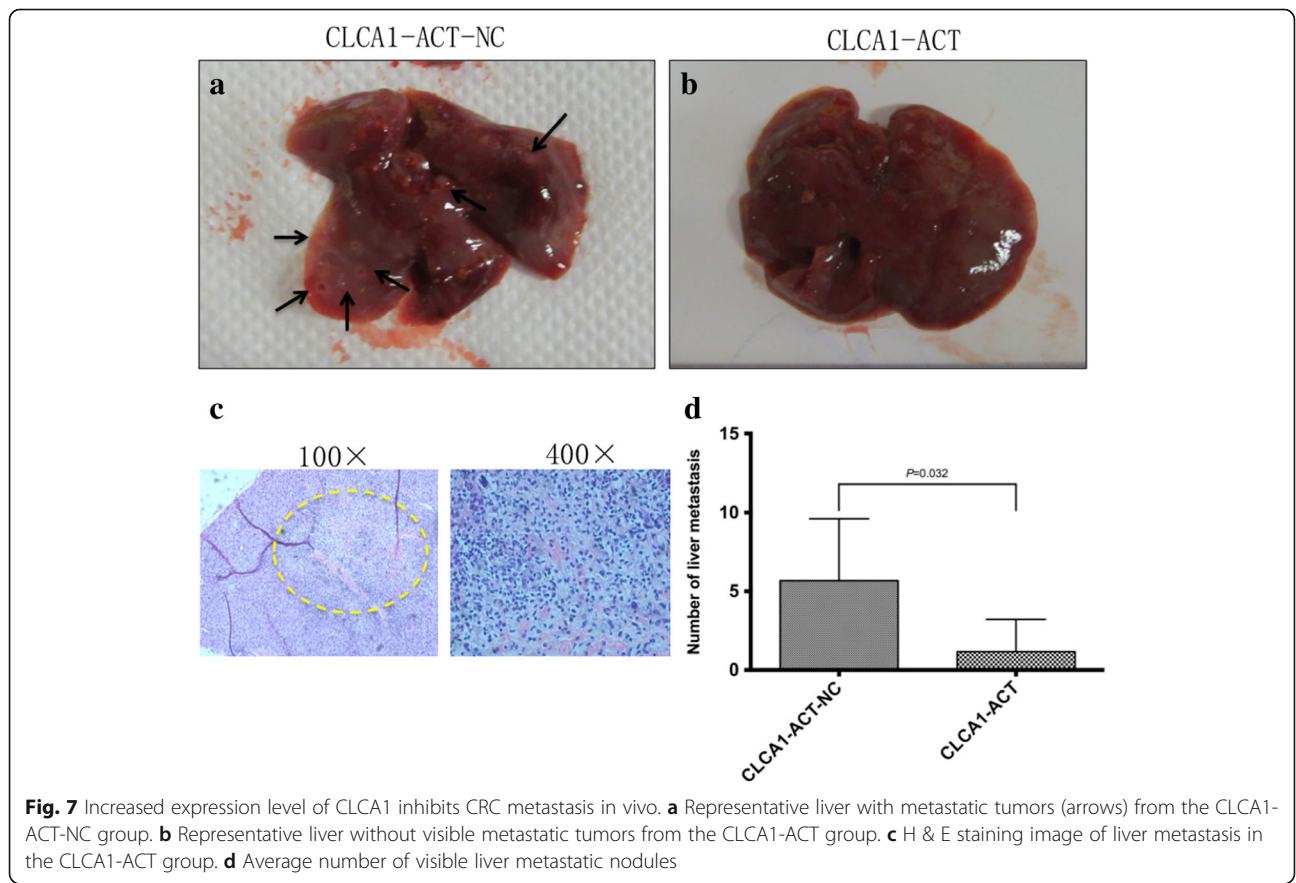 CLCA1-ACT-NC
CLCA1-ACT
a
b
c
d
100×
400×
15
10
5
0
Number of liver metastasis
P=0.032
CLCA1-ACT-NC
CLCA1-ACT
Fig. 7 Increased expression level of CLCA1 inhibits CRC metastasis in vivo. a Representative liver with metastatic tumors (arrows) from the CLCA1-
ACT-NC group. b Representative liver without visible metastatic tumors from the CLCA1-ACT group. c H & E staining image of liver metastasis in
the CLCA1-ACT group. d Average number of visible liver metastatic nodules